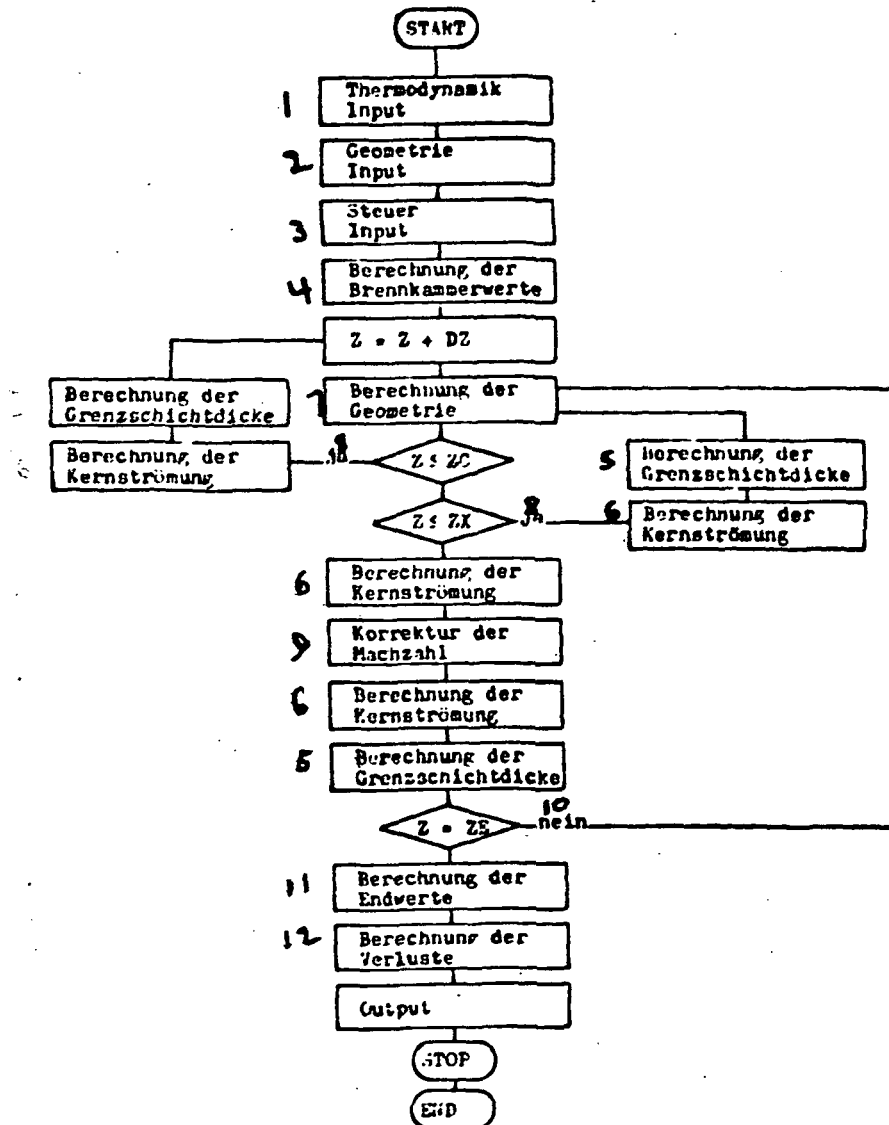 START
1
Thermodynamik
Input
2
Geometrie
Input
3
Steuer
Input
4
Berechnung der
Brennkammerwerte
Z = Z + DZ
Berechnung der
Grenzschichtdicke
7
Berechnung der
Geometrie
Berechnung der
Kernströmung
8
Z ≤ ZC
5
Berechnung der
Grenzschichtdicke
Z ≤ ZX
8
ja
6
Berechnung der
Kernströmung
6
Berechnung der
Kernströmung
9
Korrektur der
Machzahl
6
Berechnung der
Kernströmung
5
Berechnung der
Grenzschichtdicke
Z = ZE
10
nein
11
Berechnung der
Endwerte
12
Berechnung der
Verluste
Output
STOP
END